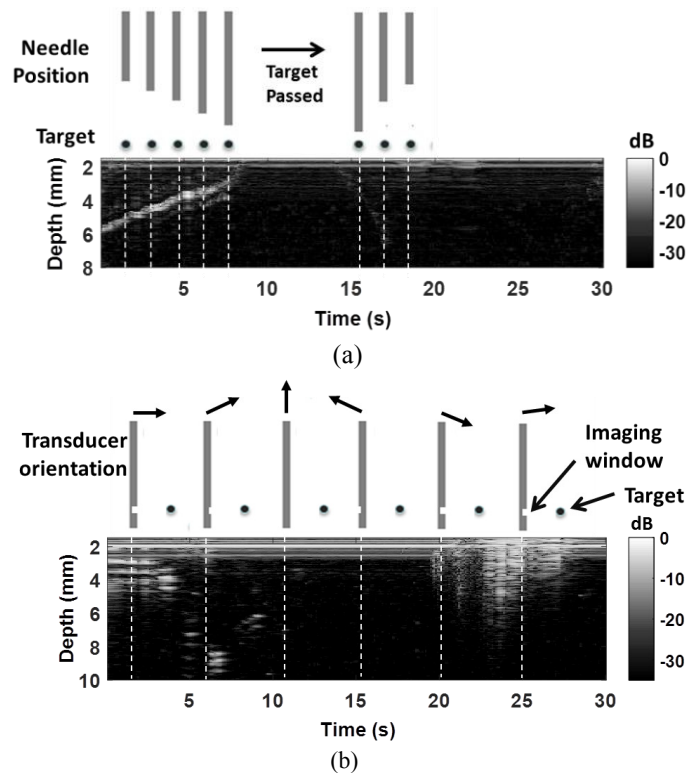 Needle
Position
Target
Passed
Target
dB
0
-10
-20
-30
Depth (mm)
2
4
6
8
5
10
15
20
25
30
Time (s)
(a)
Transducer
orientation
Imaging
window
Target
dB
0
-10
-20
-30
Depth (mm)
2
4
6
8
10
5
10
15
20
25
30
Time (s)
(b)